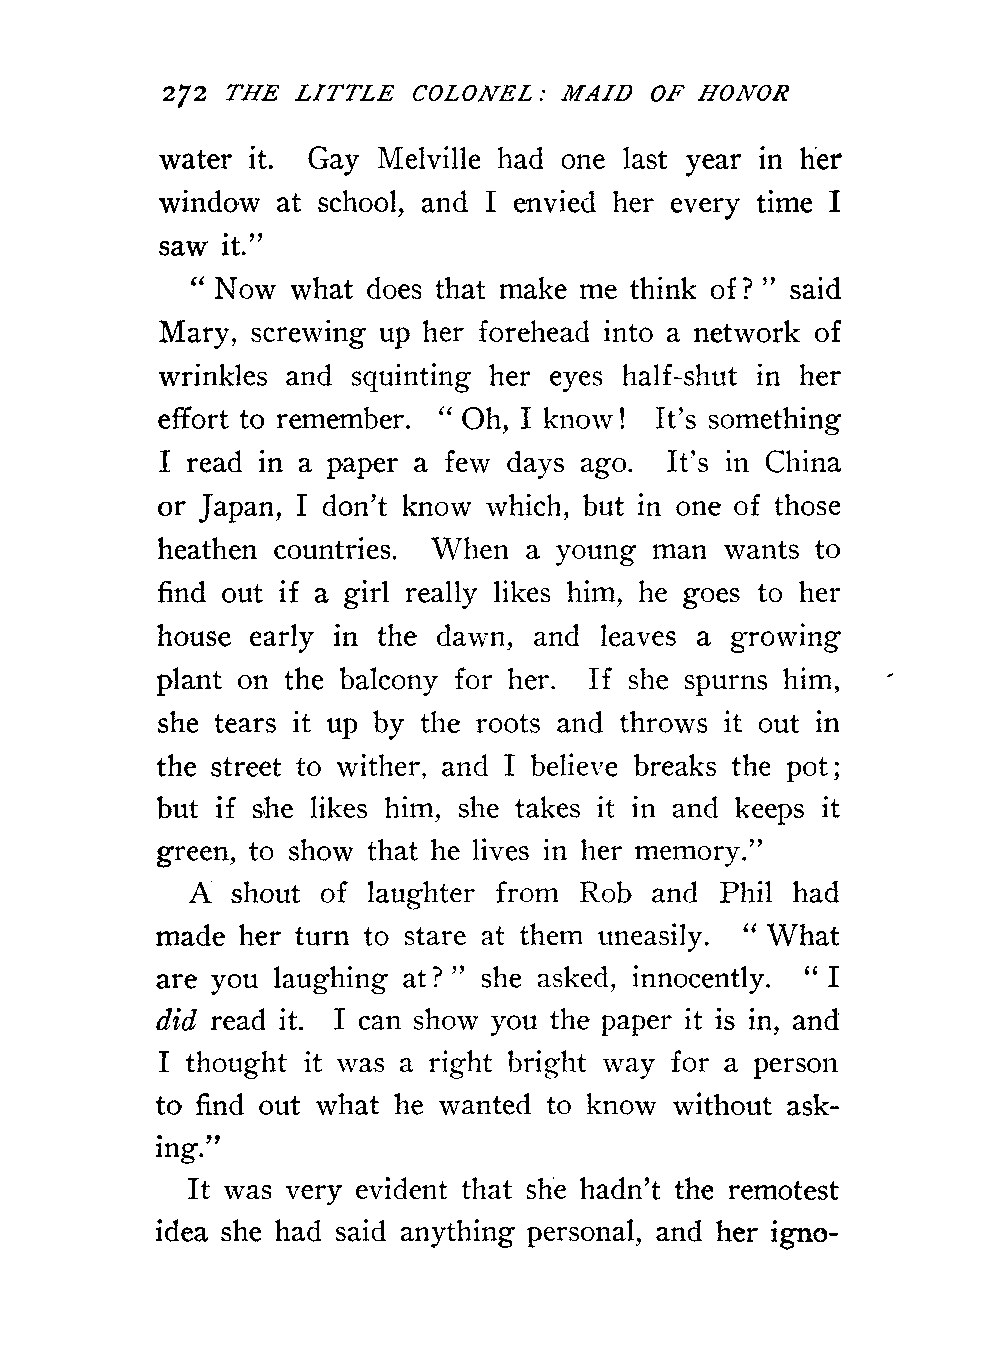 272 THE LITTLE COLONEL: MAID OF HONOR
water it. Gay Melville had one last year in her
window at school, and I envied her every time I
saw it."
"Now what does that make me think of?" said
Mary, screwing up her forehead into a network of
wrinkles and squinting her eyes half-shut in her
effort to remember. "Oh, I know! It's something
I read in a paper a few days ago. It's in China
or Japan, I don't know which, but in one of those
heathen countries. When a young man wants to
find out if a girl really likes him, he goes to her
house early in the dawn, and leaves a growing
plant on the balcony for her. If she spurns him,
she tears it up by the roots and throws it out in
the street to wither, and I believe breaks the pot;
but if she likes him, she takes it in and keeps it
green, to show that he lives in her memory."
A shout of laughter from Rob and Phil had
made her turn to stare at them uneasily. "What
are you laughing at?" she asked, innocently. "I
did read it. I can show you the paper it is in, and
I thought it was a right bright way for a person
to find out what he wanted to know without ask-
ing."
It was very evident that she hadn't the remotest
idea she had said anything personal, and her igno-